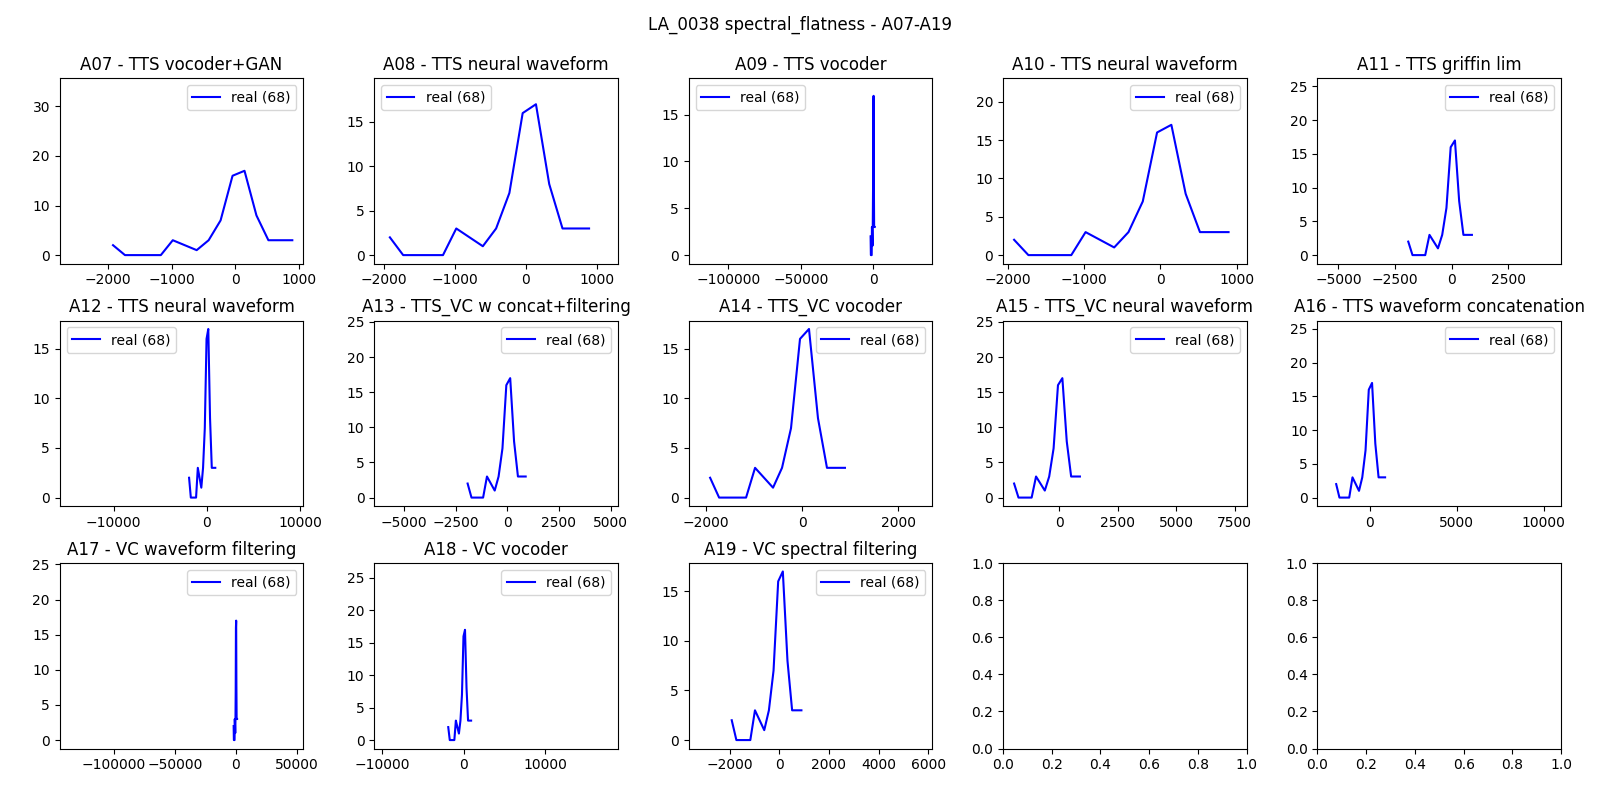 LA_0038 spectral_flatness - A07-A19
A07 - TTS vocoder+GAN
real (68)
30
20
10
0
−2000 −1000 0 1000
A08 - TTS neural waveform
real (68)
15
10
5
0
−2000 −1000 0 1000
A09 - TTS vocoder
real (68)
15
10
5
0
−100000 −50000 0
A10 - TTS neural waveform
real (68)
20
15
10
5
0
−2000 −1000 0 1000
A11 - TTS griffin lim
real (68)
25
20
15
10
5
0
−5000 −2500 0 2500
A12 - TTS neural waveform
real (68)
15
10
5
0
−10000 0 10000
A13 - TTS_VC w concat+filtering
real (68)
25
20
15
10
5
0
−5000 −2500 0 2500 5000
A14 - TTS_VC vocoder
real (68)
15
10
5
0
−2000 0 2000
A15 - TTS_VC neural waveform
real (68)
25
20
15
10
5
0
0 2500 5000 7500
A16 - TTS waveform concatenation
real (68)
25
20
15
10
5
0
0 5000 10000
A17 - VC waveform filtering
real (68)
25
20
15
10
5
0
−100000 −50000 0 50000
A18 - VC vocoder
real (68)
25
20
15
10
5
0
−10000 0 10000
A19 - VC spectral filtering
real (68)
15
10
5
0
−2000 0 2000 4000 6000
1.0
0.8
0.6
0.4
0.2
0.0
0.0 0.2 0.4 0.6 0.8 1.0
1.0
0.8
0.6
0.4
0.2
0.0
0.0 0.2 0.4 0.6 0.8 1.0